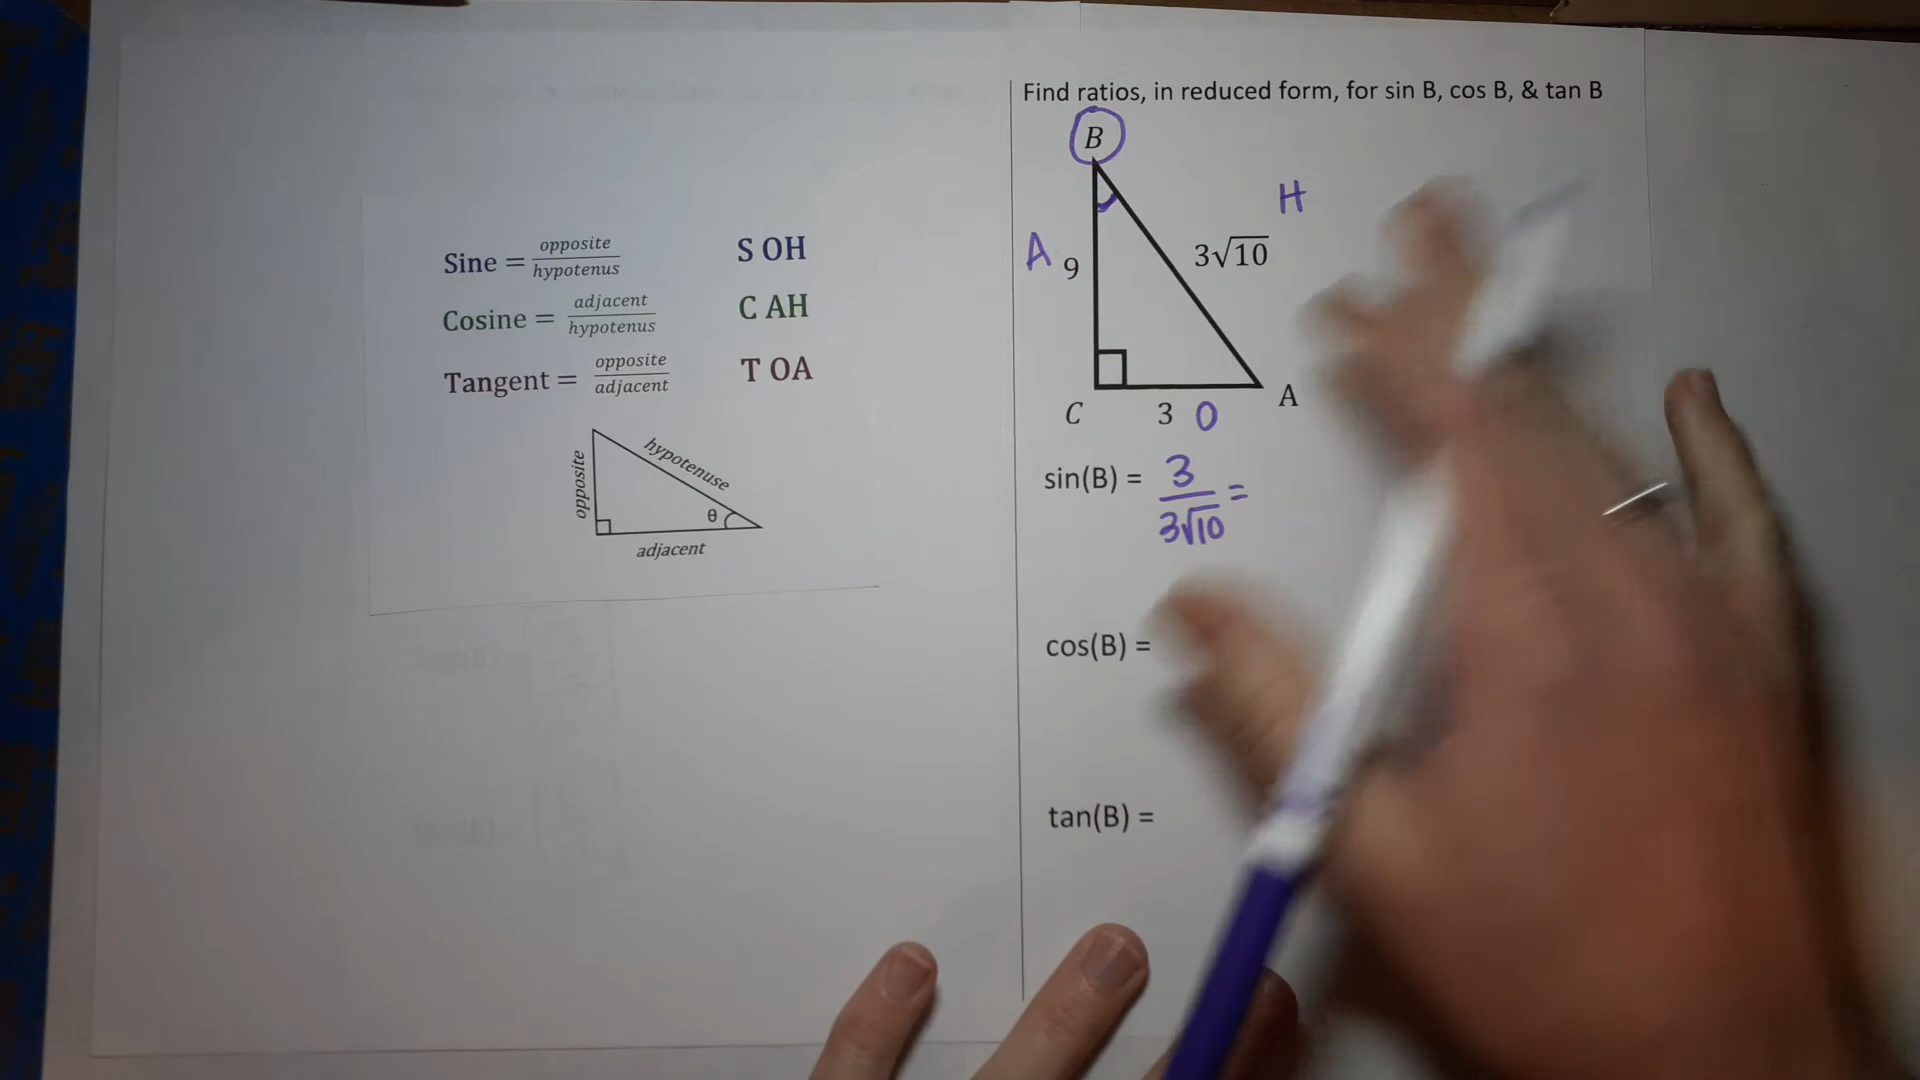 Sine = opposite/hypotenus S OH
Cosine = adjacent/hypotenus C AH
Tangent = opposite/adjacent T OA
opposite
hypotenuse
θ
adjacent
Find ratios, in reduced form, for sin B, cos B, & tan B
B
H
A 9 3√10
C 3 O A
sin(B) = 3/3√10 =
cos(B) =
tan(B) =